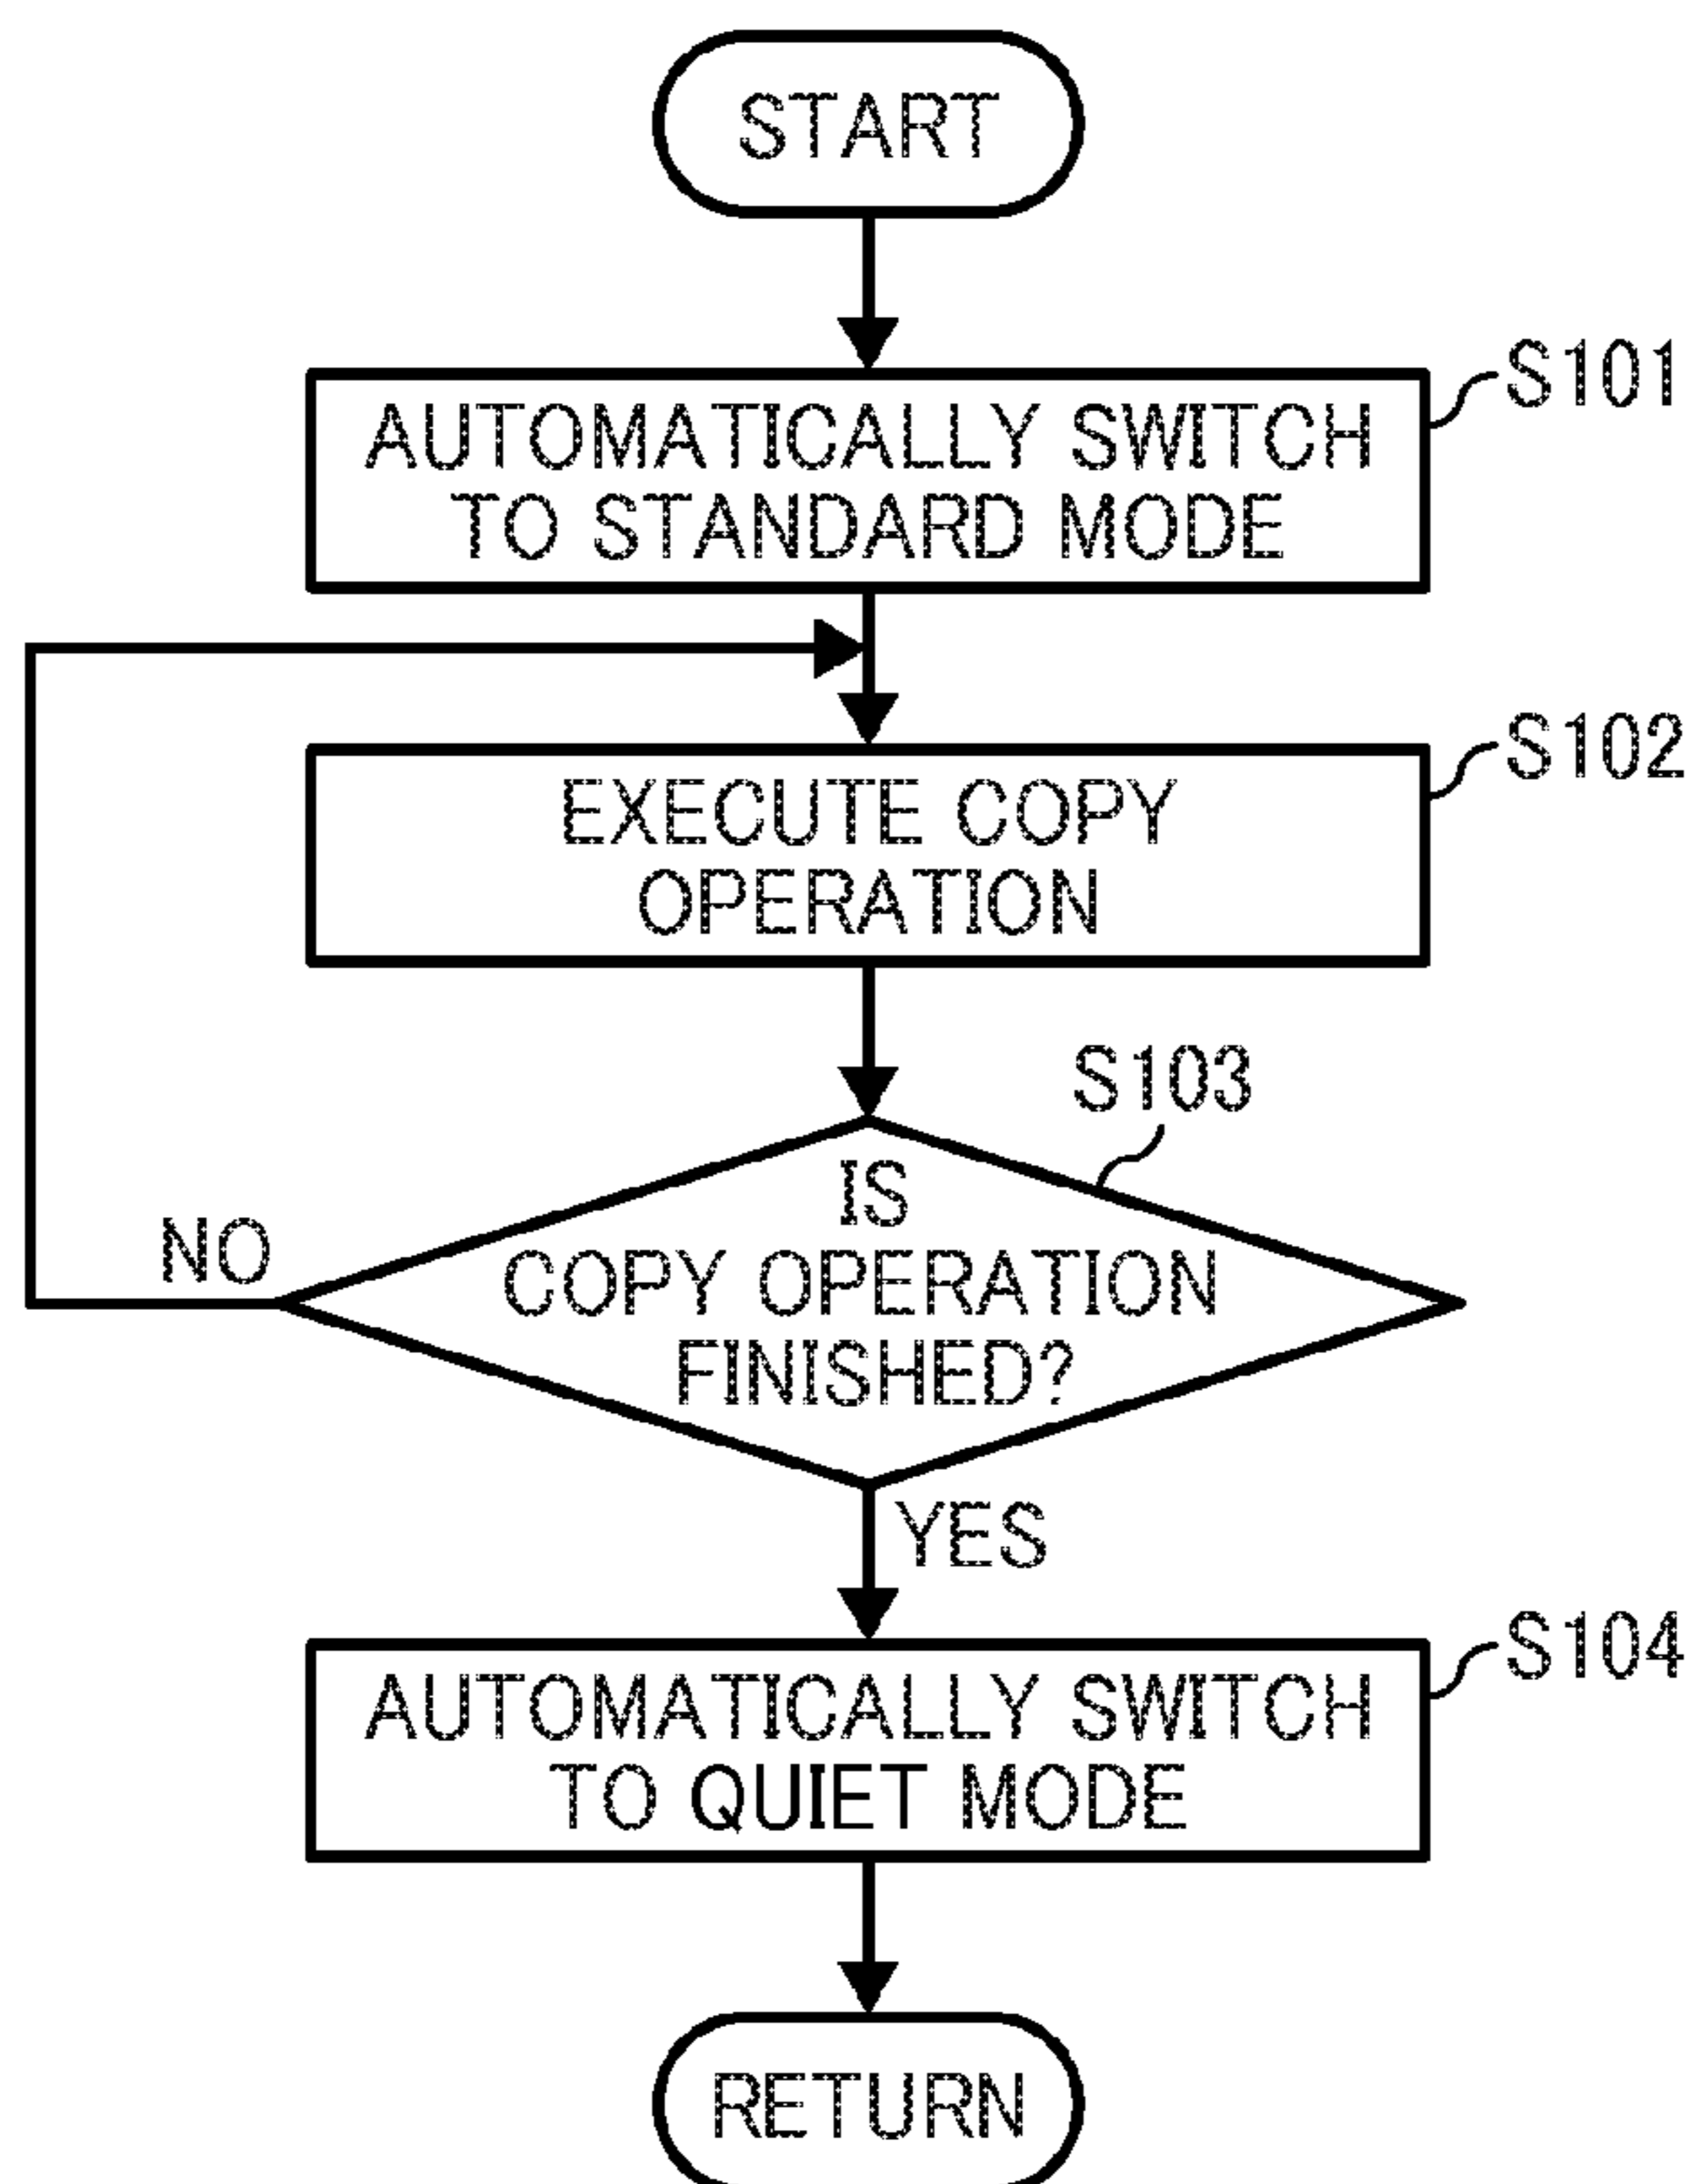 START
AUTOMATICALLY SWITCH
TO STANDARD MODE
S101
EXECUTE COPY
OPERATION
S102
S103
IS
COPY OPERATION
FINISHED?
NO
YES
AUTOMATICALLY SWITCH
TO QUIET MODE
S104
RETURN